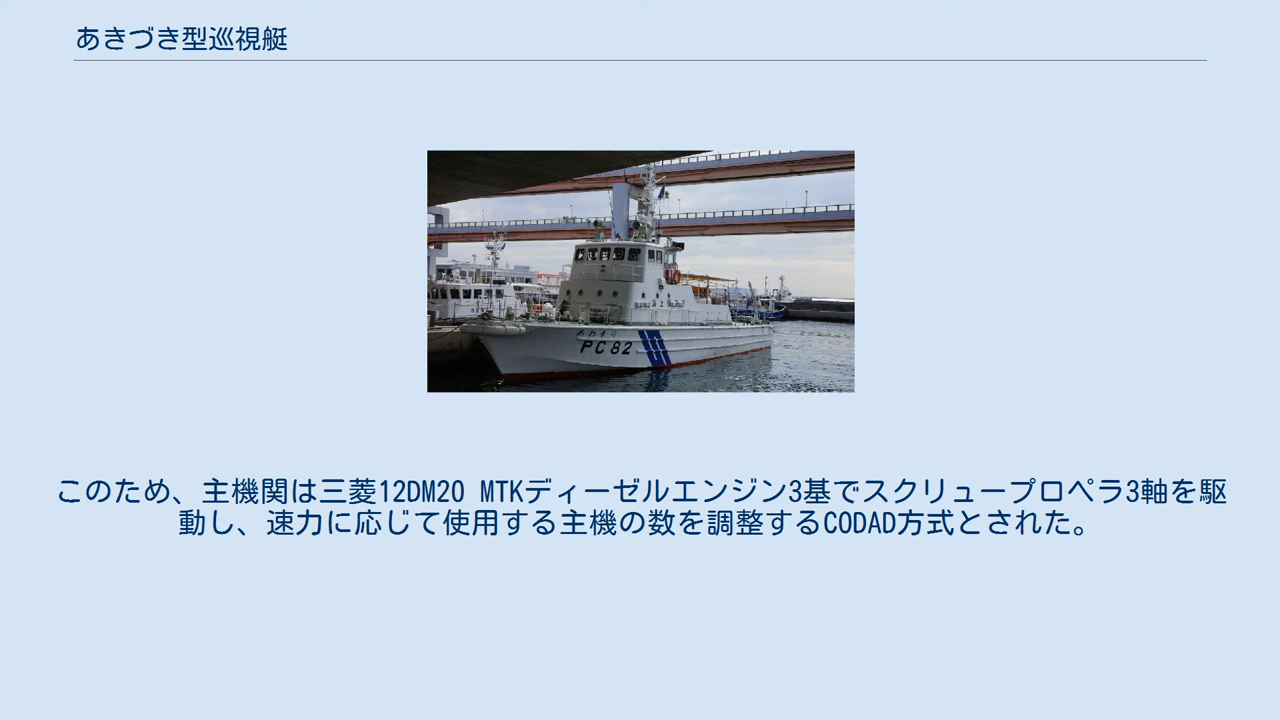 あきづき型巡視艇
PC82
このため、主機関は三菱12DM20 MTKディーゼルエンジン3基でスクリュープロペラ3軸を駆
動し、速力に応じて使用する主機の数を調整するCODAD方式とされた。